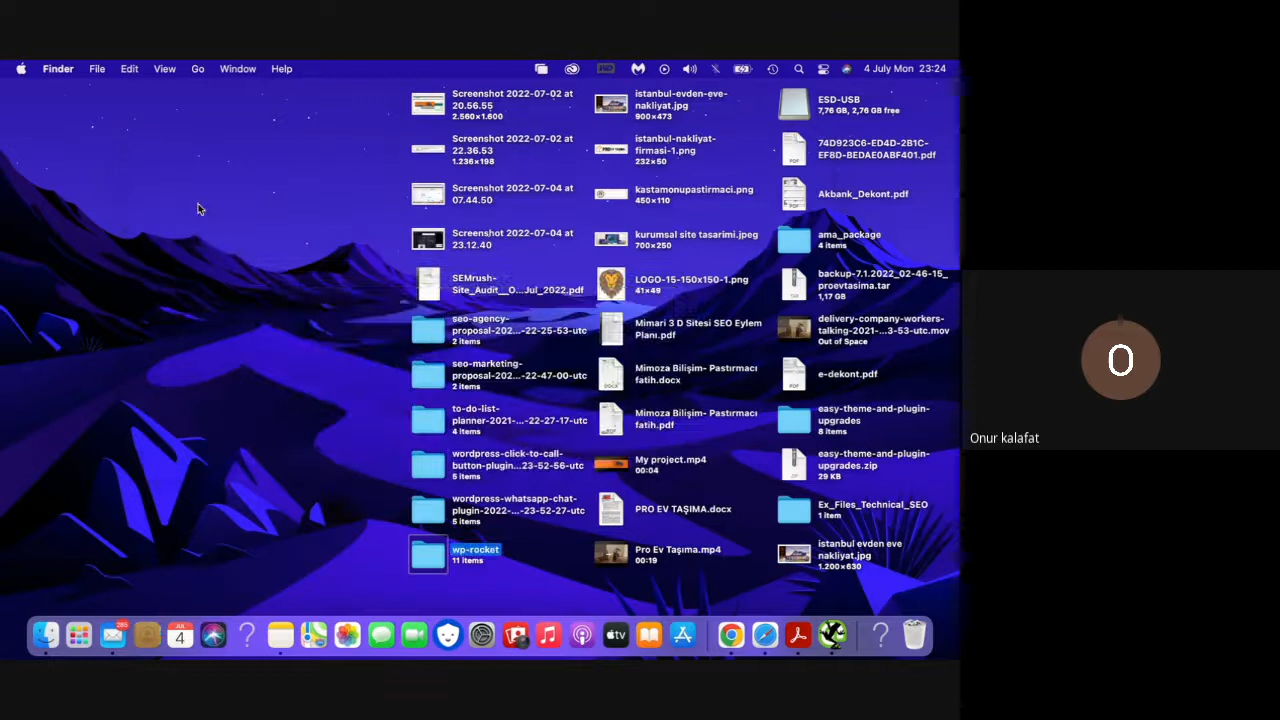 Finder File Edit View Go Window Help 4 July Mon 23:24
Screenshot 2022-07-02 at
20.56.55
2.560×1.600
Screenshot 2022-07-02 at
22.36.53
1.236×198
Screenshot 2022-07-04 at
07.44.50
Screenshot 2022-07-04 at
23.12.40
SEMrush-
Site_Audit__O...Jul_2022.pdf
seo-agency-
proposal-202...-22-25-53-utc
2 items
seo-marketing-
proposal-202...-22-47-00-utc
2 items
to-do-list-
planner-2021-...-22-27-17-utc
4 items
wordpress-click-to-call-
button-plugin...23-52-56-utc
5 items
wordpress-whatsapp-chat-
plugin-2022-...-23-52-27-utc
5 items
wp-rocket
11 items
istanbul-evden-eve-
nakliyat.jpg
900×473
istanbul-nakliyat-
firmasi-1.png
232×50
kastamonupastirmaci.png
450×110
kurumsal site tasarimi.jpeg
700×250
LOGO-15-150x150-1.png
41×49
Mimari 3 D Sitesi SEO Eylem
Planı.pdf
Mimoza Bilişim- Pastırmacı
fatih.docx
Mimoza Bilişim- Pastırmacı
fatih.pdf
My project.mp4
00:04
PRO EV TAŞIMA.docx
Pro Ev Taşıma.mp4
00:19
ESD-USB
7,76 GB, 2,76 GB free
74D923C6-ED4D-2B1C-
EF8D-BEDAE0ABF401.pdf
Akbank_Dekont.pdf
ama_package
4 items
backup-7.1.2022_02-46-15_
proevtasima.tar
1,17 GB
delivery-company-workers-
talking-2021-...3-53-utc.mov
Out of Space
e-dekont.pdf
easy-theme-and-plugin-
upgrades
8 items
easy-theme-and-plugin-
upgrades.zip
29 KB
Ex_Files_Technical_SEO
1 item
istanbul evden eve
nakliyat.jpg
1.200×630
PDF
PDF
TAR
DOCX
PDF
ZIP
285
JUL
4
tv
O
Onur kalafat